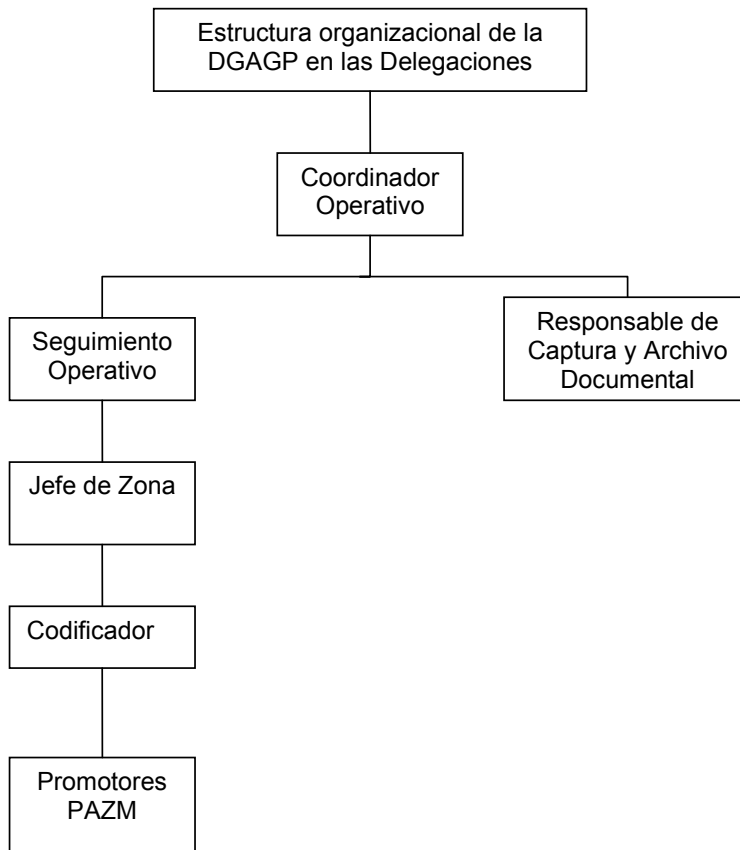 Estructura organizacional de la
DGAGP en las Delegaciones
Coordinador
Operativo
Seguimiento
Operativo
Responsable de
Captura y Archivo
Documental
Jefe de Zona
Codificador
Promotores
PAZM